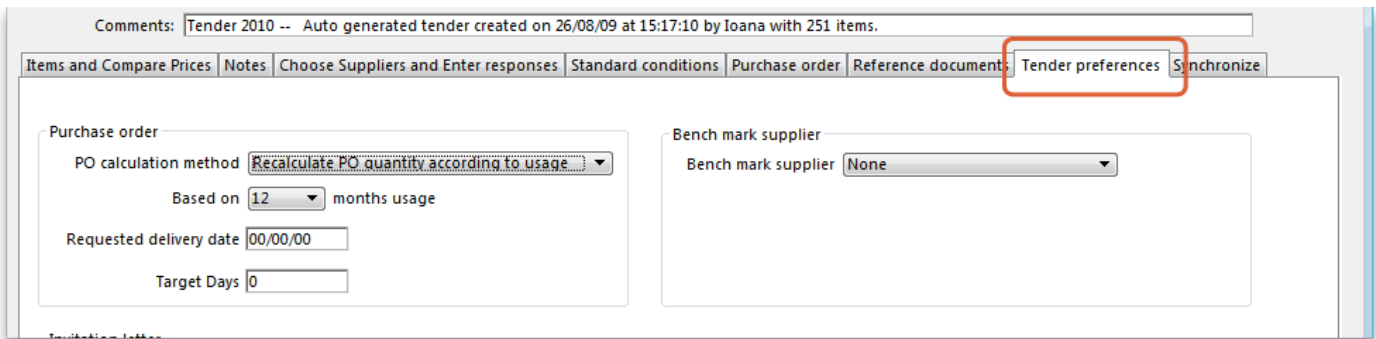 Comments: Tender 2010 -- Auto generated tender created on 26/08/09 at 15:17:10 by Ioana with 251 items.
Items and Compare Prices Notes Choose Suppliers and Enter responses Standard conditions Purchase order Reference documents Tender preferences Synchronize
Purchase order
PO calculation method Recalculate PO quantity according to usage
Based on 12 months usage
Requested delivery date 00/00/00
Target Days 0
Bench mark supplier
Bench mark supplier None